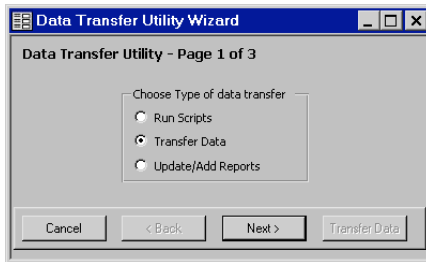 Data Transfer Utility Wizard
Data Transfer Utility - Page 1 of 3
Choose Type of data transfer
Run Scripts
Transfer Data
Update/Add Reports
Cancel
< Back
Next >
Transfer Data